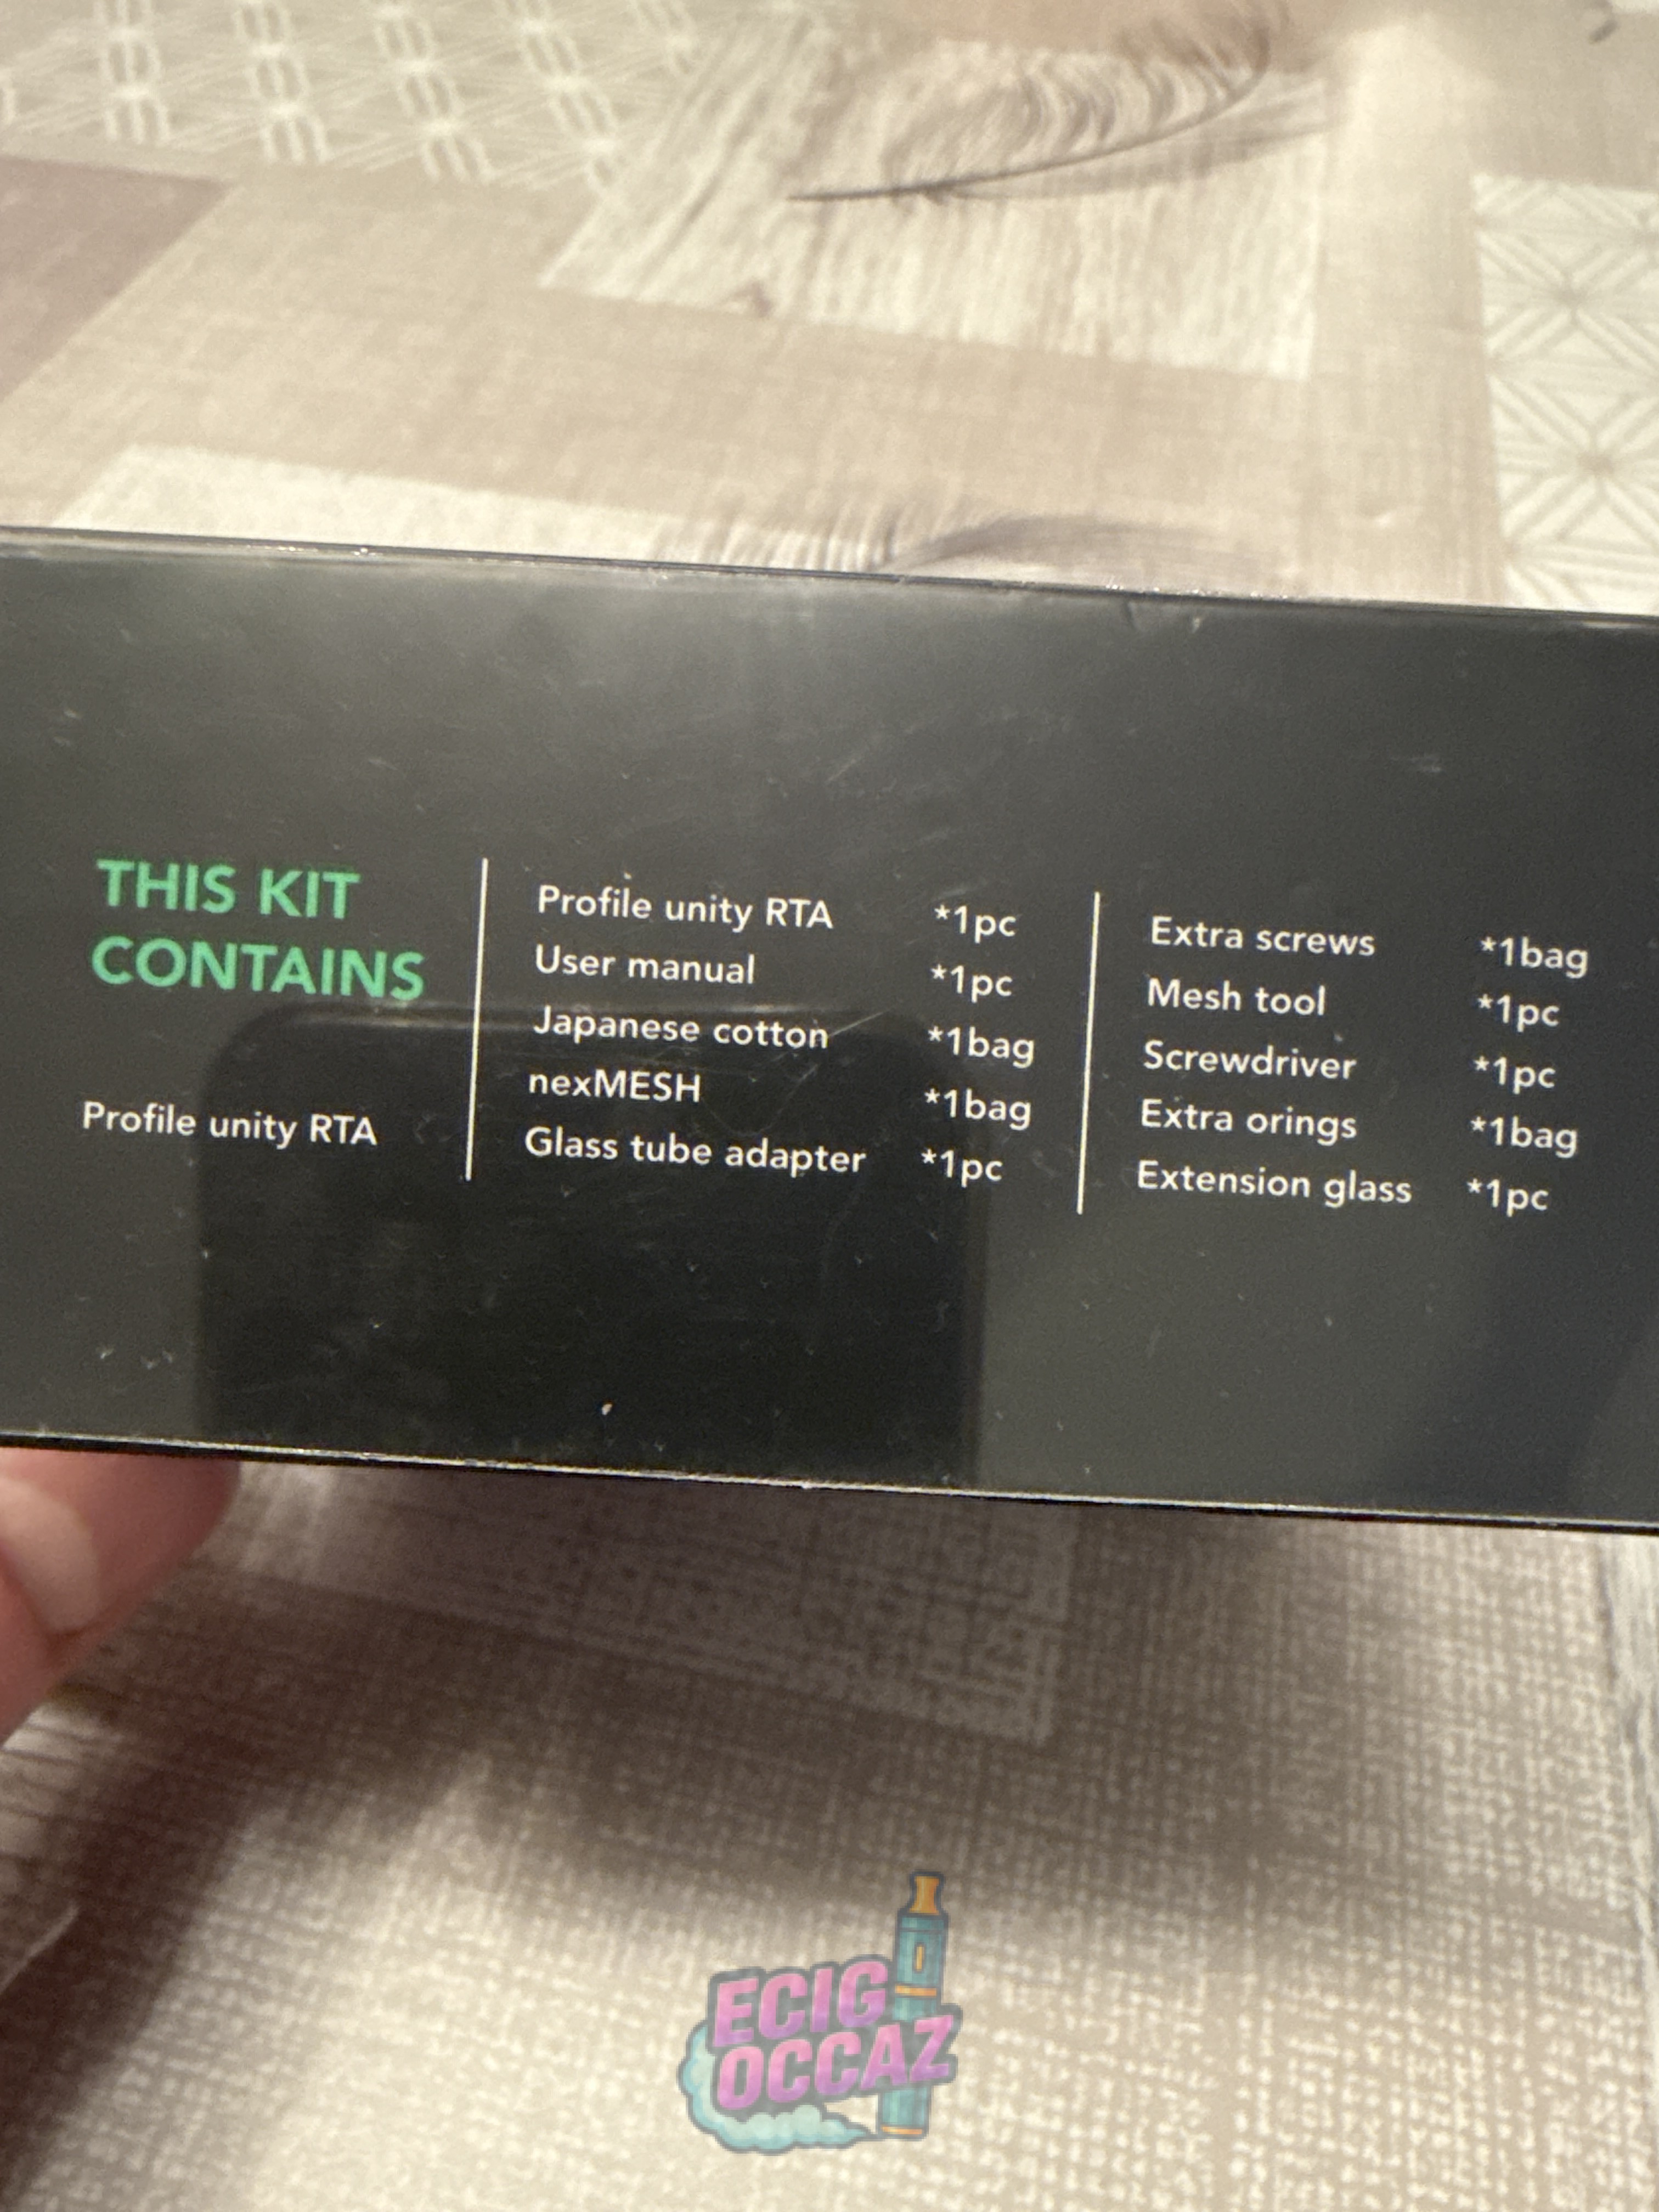 THIS KIT
CONTAINS
Profile unity RTA
Profile unity RTA *1pc
User manual *1pc
Japanese cotton *1bag
nexMESH *1bag
Glass tube adapter *1pc
Extra screws *1bag
Mesh tool *1pc
Screwdriver *1pc
Extra orings *1bag
Extension glass *1pc
ECIG
OCCAZ